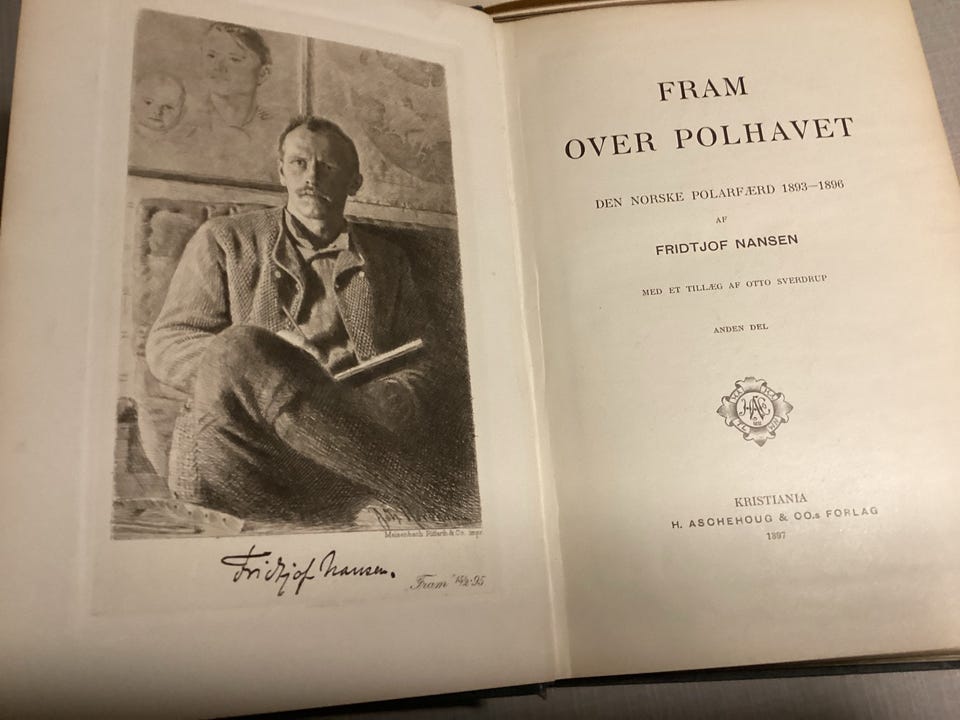 Meisenbach Riffarth & Co. impr.
Fridtjof Nansen.
"Fram" 14/2·95
FRAM
OVER POLHAVET
DEN NORSKE POLARFÆRD 1893—1896
AF
FRIDTJOF NANSEN
MED ET TILLÆG AF OTTO SVERDRUP
ANDEN DEL
KRISTIANIA
H. ASCHEHOUG & CO.s FORLAG
1897